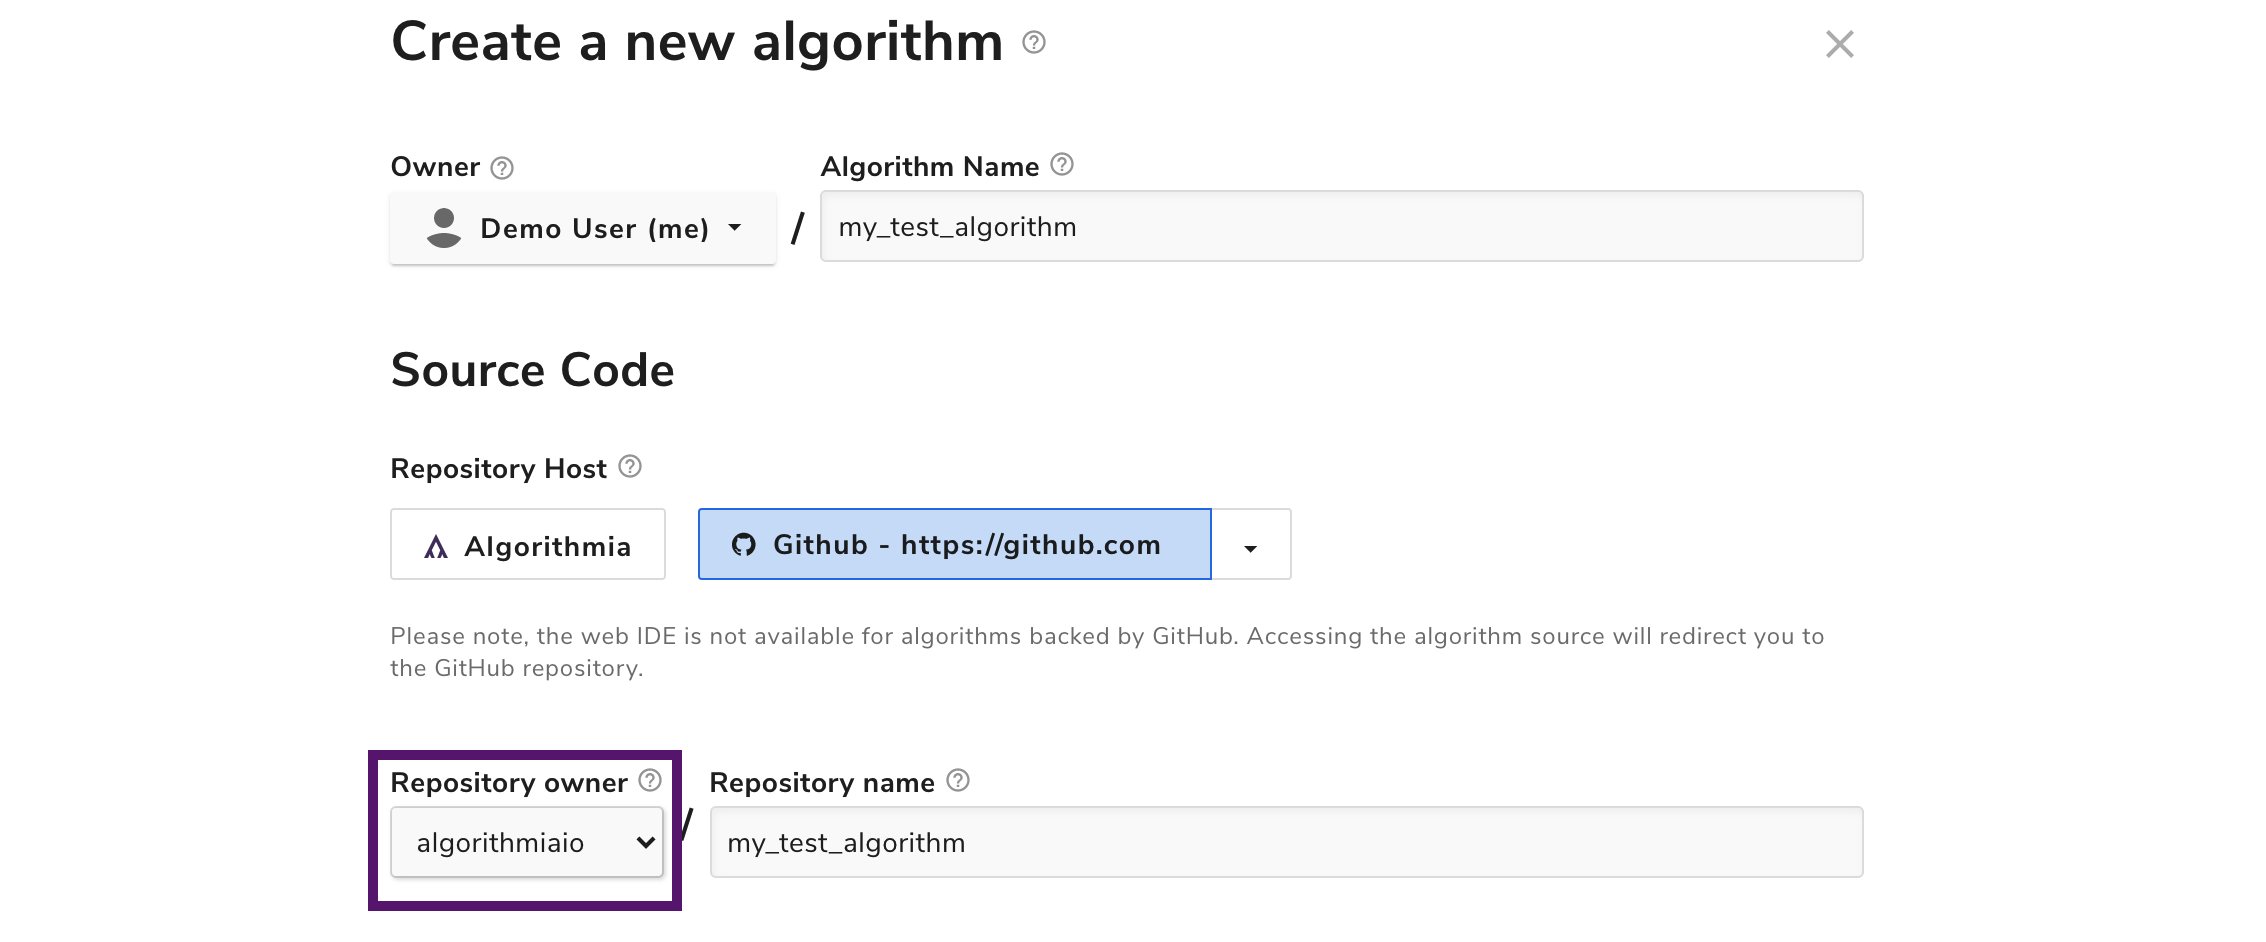 Create a new algorithm
Owner
Algorithm Name
Demo User (me) / my_test_algorithm
Source Code
Repository Host
Algorithmia
Github - https://github.com
Please note, the web IDE is not available for algorithms backed by GitHub. Accessing the algorithm source will redirect you to
the GitHub repository.
Repository owner
Repository name
algorithmiaio / my_test_algorithm